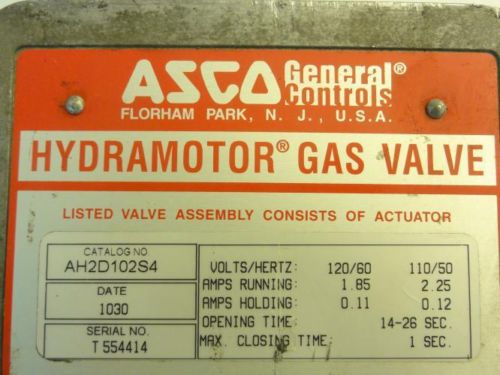 ASCO General® Controls
FLORHAM PARK, N. J., U.S.A.
HYDRAMOTOR® GAS VALVE
LISTED VALVE ASSEMBLY CONSISTS OF ACTUATOR
CATALOG NO.
AH2D102S4
DATE
1030
SERIAL NO.
T 554414
VOLTS/HERTZ: 120/60 110/50
AMPS RUNNING: 1.85 2.25
AMPS HOLDING: 0.11 0.12
OPENING TIME: 14-26 SEC.
MAX. CLOSING TIME: 1 SEC.